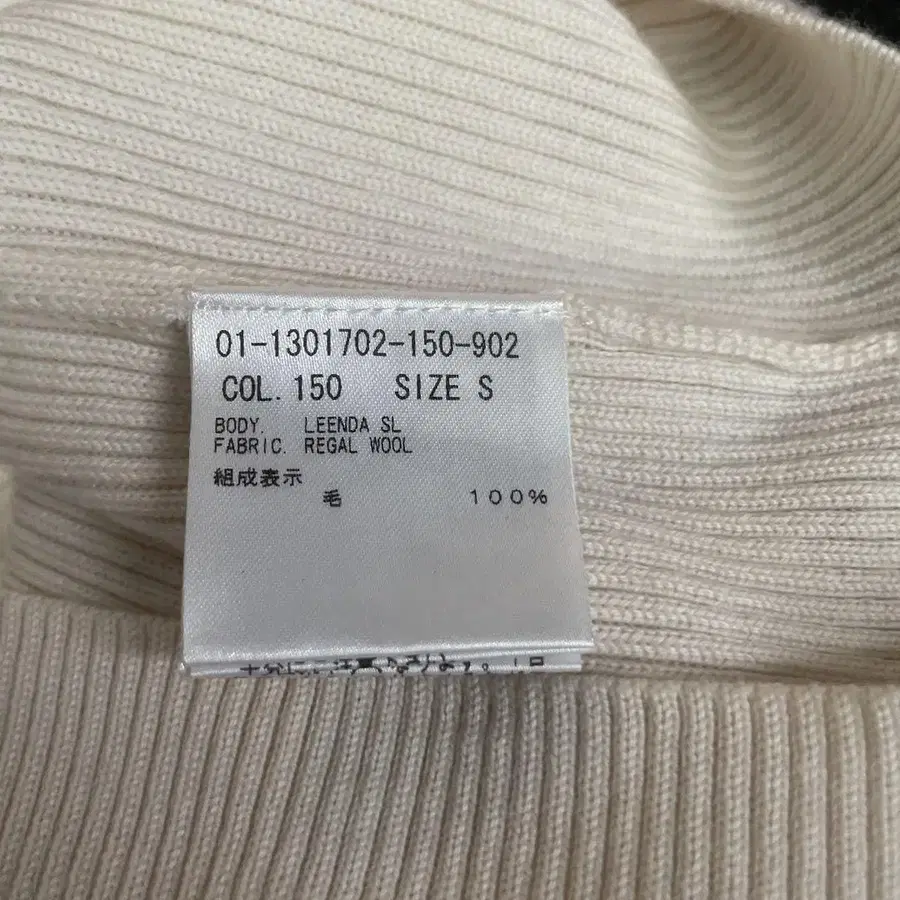 01-1301702-150-902
COL. 150 SIZE S
BODY. LEENDA SL
FABRIC. REGAL WOOL
組成表示
毛 100%